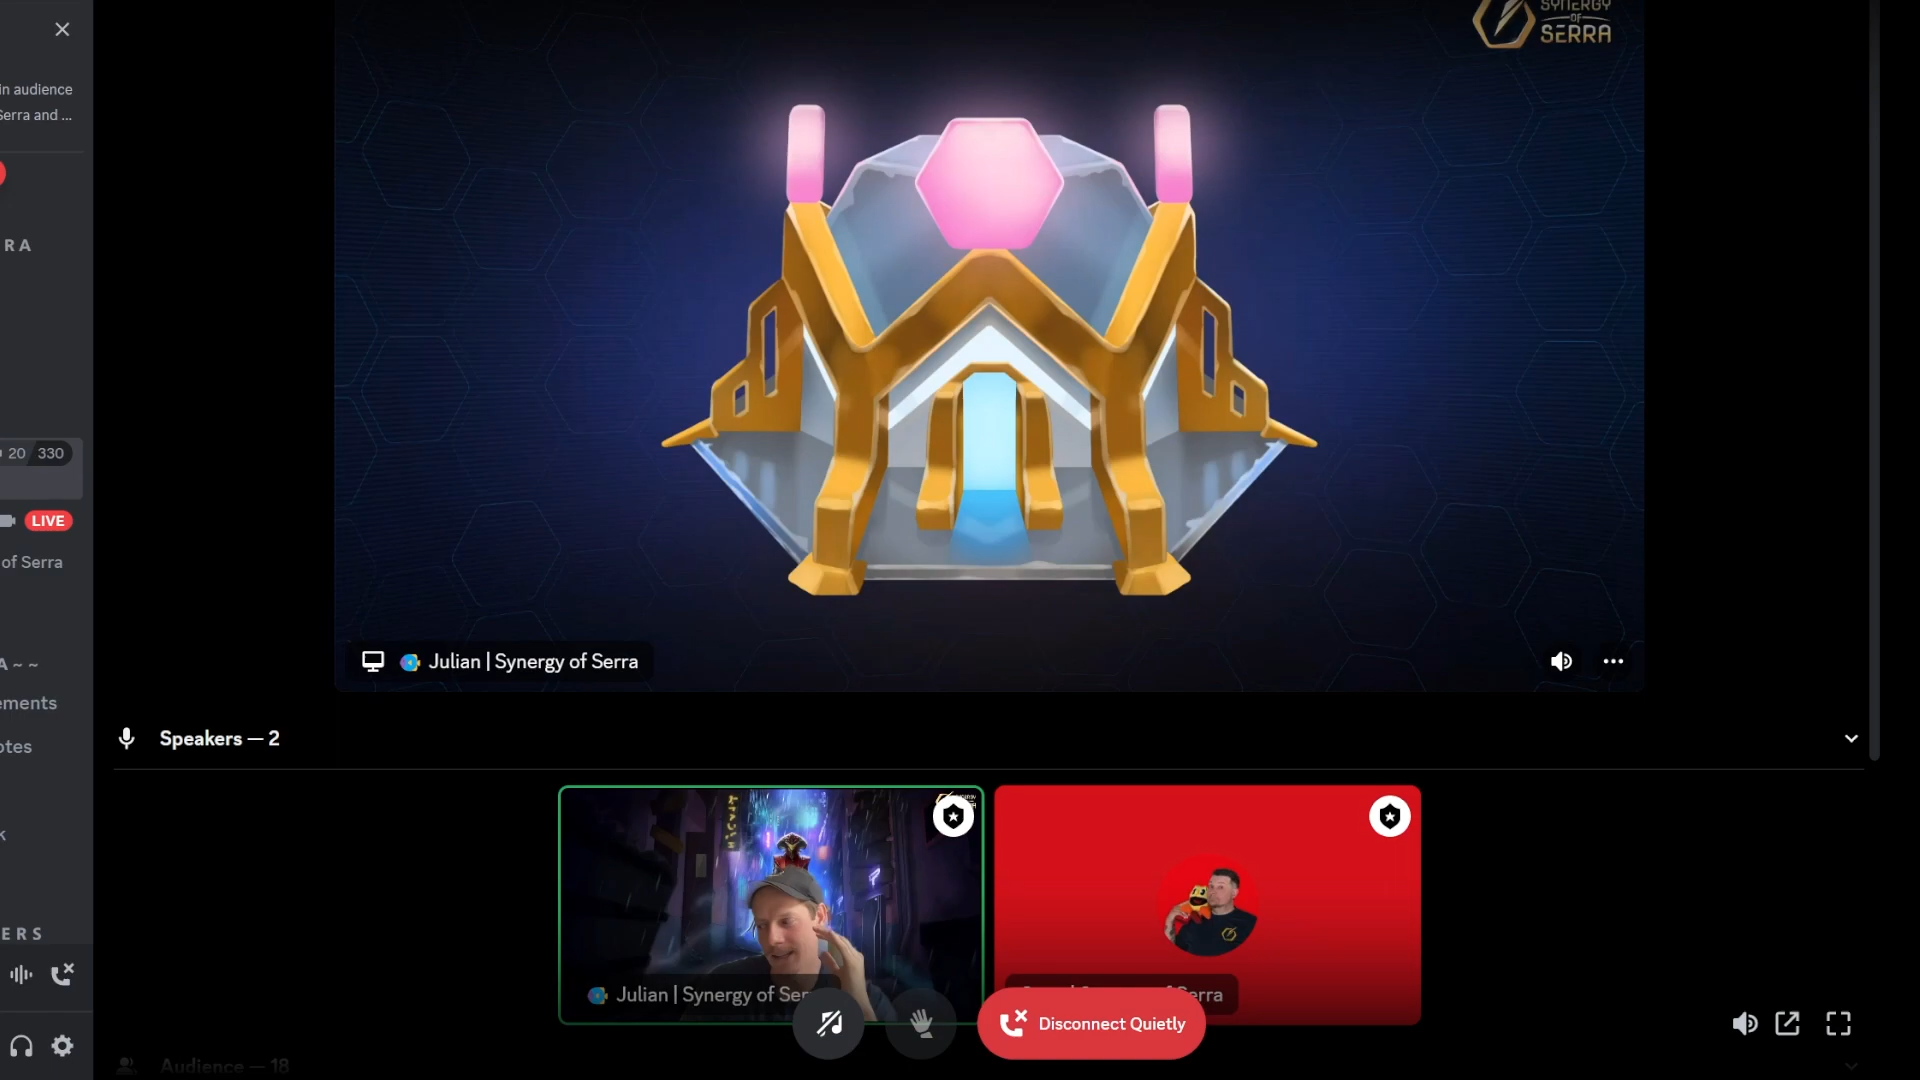 SYNERGY
OF
SERRA
in audience
Serra and ...
RA
20 330
LIVE
of Serra
A ~ ~
ements
otes
k
ERS
Julian | Synergy of Serra
Speakers — 2
Julian | Synergy of Ser
erra
Disconnect Quietly
Audience — 18